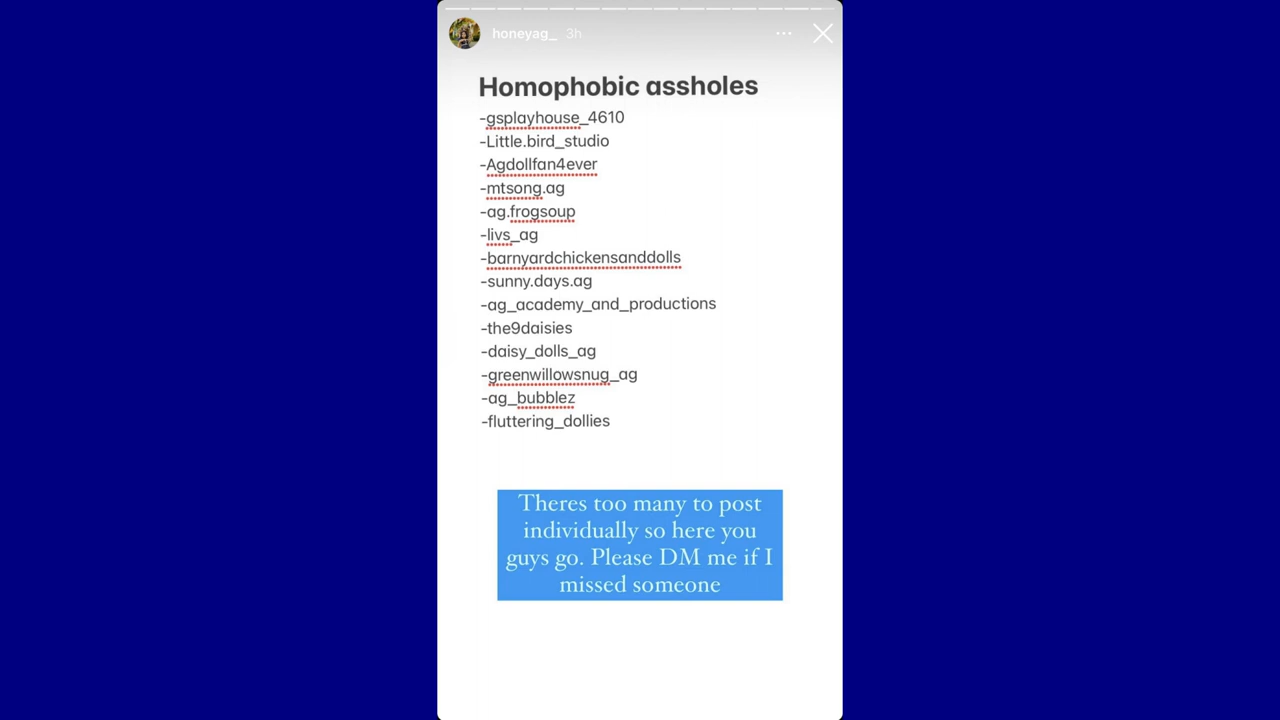 honeyag_ 3h
Homophobic assholes
-gsplayhouse_4610
-Little.bird_studio
-Agdollfan4ever
-mtsong.ag
-ag.frogsoup
-livs_ag
-barnyardchickensanddolls
-sunny.days.ag
-ag_academy_and_productions
-the9daisies
-daisy_dolls_ag
-greenwillowsnug_ag
-ag_bubblez
-fluttering_dollies
Theres too many to post
individually so here you
guys go. Please DM me if I
missed someone